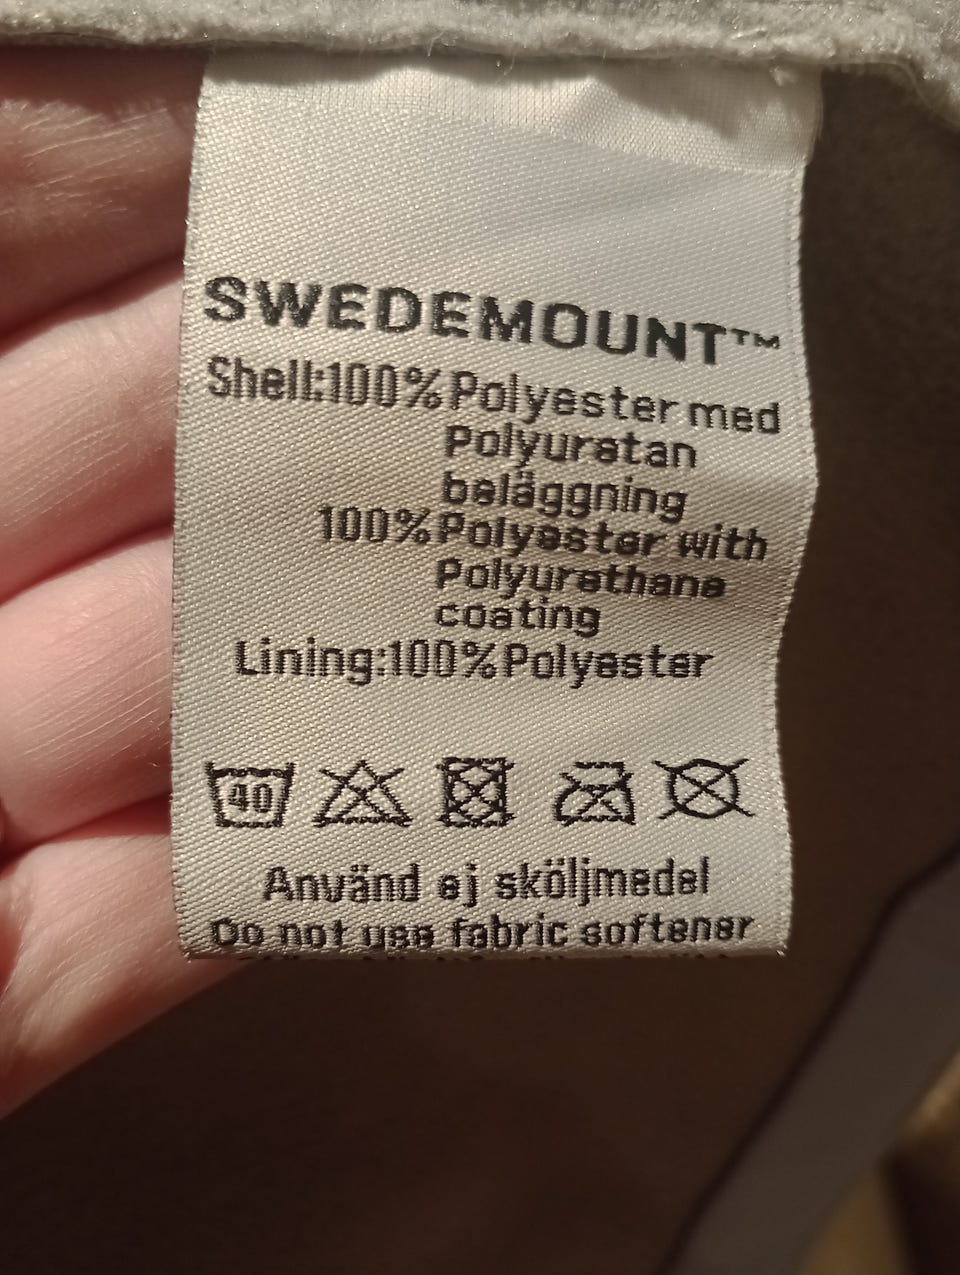 SWEDEMOUNT™
Shell:100% Polyester med
Polyuretan
beläggning
100% Polyester with
Polyurethane
coating
Lining:100% Polyester
40
Använd ej sköljmedel
Do not use fabric softener